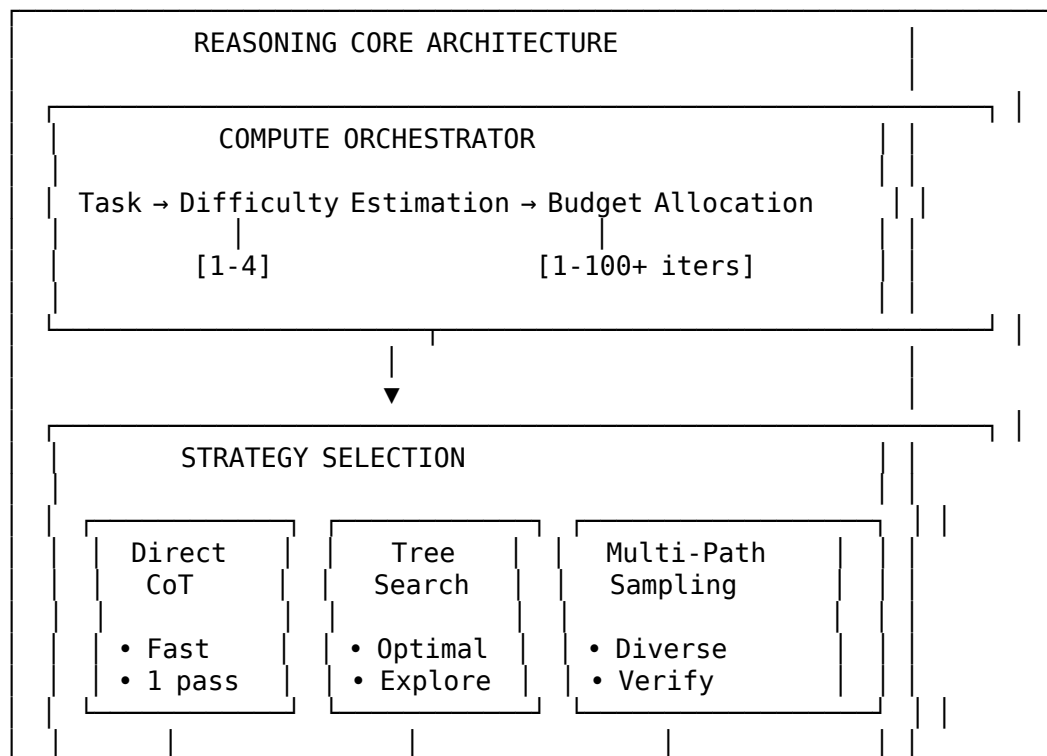 REASONING CORE ARCHITECTURE
COMPUTE ORCHESTRATOR
Task → Difficulty Estimation → Budget Allocation
[1-4] [1-100+ iters]
STRATEGY SELECTION
Direct Tree Multi-Path
CoT Search Sampling
• Fast • Optimal • Diverse
• 1 pass • Explore • Verify